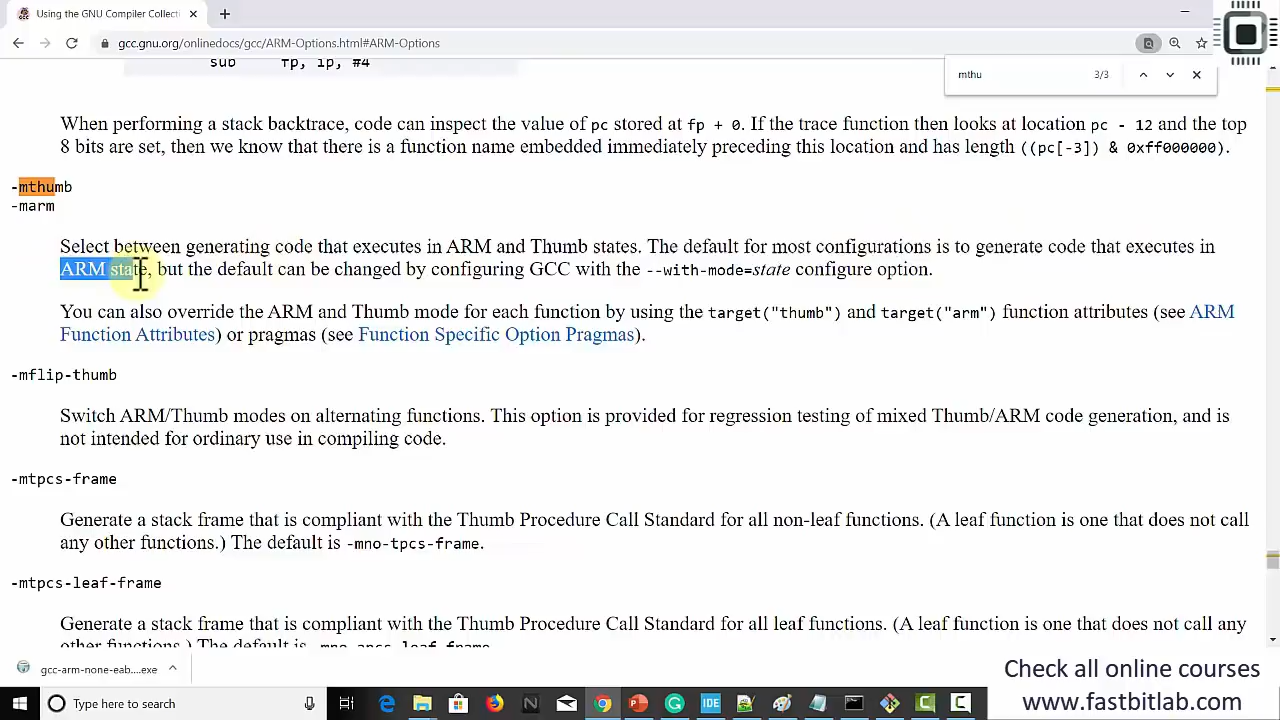 Using the GNU Compiler Collecti
gcc.gnu.org/onlinedocs/gcc/ARM-Options.html#ARM-Options
sub fp, ip, #4
mthu 3/3
When performing a stack backtrace, code can inspect the value of pc stored at fp + 0. If the trace function then looks at location pc - 12 and the top
8 bits are set, then we know that there is a function name embedded immediately preceding this location and has length ((pc[-3]) & 0xff000000).
-mthumb
-marm
Select between generating code that executes in ARM and Thumb states. The default for most configurations is to generate code that executes in
ARM state, but the default can be changed by configuring GCC with the --with-mode=state configure option.
You can also override the ARM and Thumb mode for each function by using the target("thumb") and target("arm") function attributes (see ARM
Function Attributes) or pragmas (see Function Specific Option Pragmas).
-mflip-thumb
Switch ARM/Thumb modes on alternating functions. This option is provided for regression testing of mixed Thumb/ARM code generation, and is
not intended for ordinary use in compiling code.
-mtpcs-frame
Generate a stack frame that is compliant with the Thumb Procedure Call Standard for all non-leaf functions. (A leaf function is one that does not call
any other functions.) The default is -mno-tpcs-frame.
-mtpcs-leaf-frame
Generate a stack frame that is compliant with the Thumb Procedure Call Standard for all leaf functions. (A leaf function is one that does not call any
other functions.) The default is -mno-apcs-leaf-frame
gcc-arm-none-eab....exe
Check all online courses
www.fastbitlab.com
Type here to search
IDE